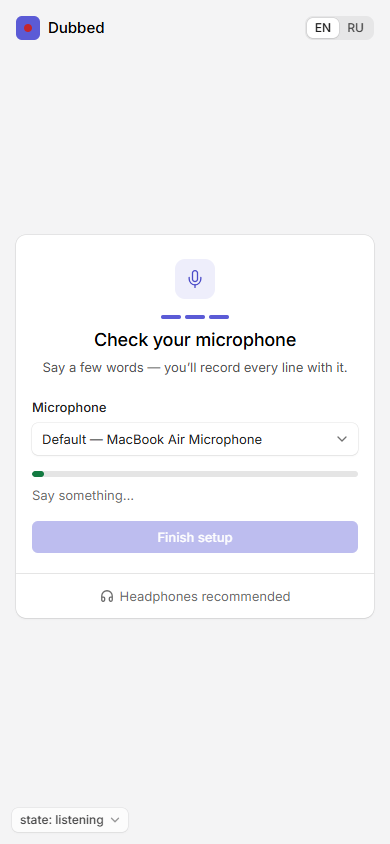 Dubbed
EN RU
Check your microphone
Say a few words — you’ll record every line with it.
Microphone
Default — MacBook Air Microphone
Say something…
Finish setup
Headphones recommended
state: listening